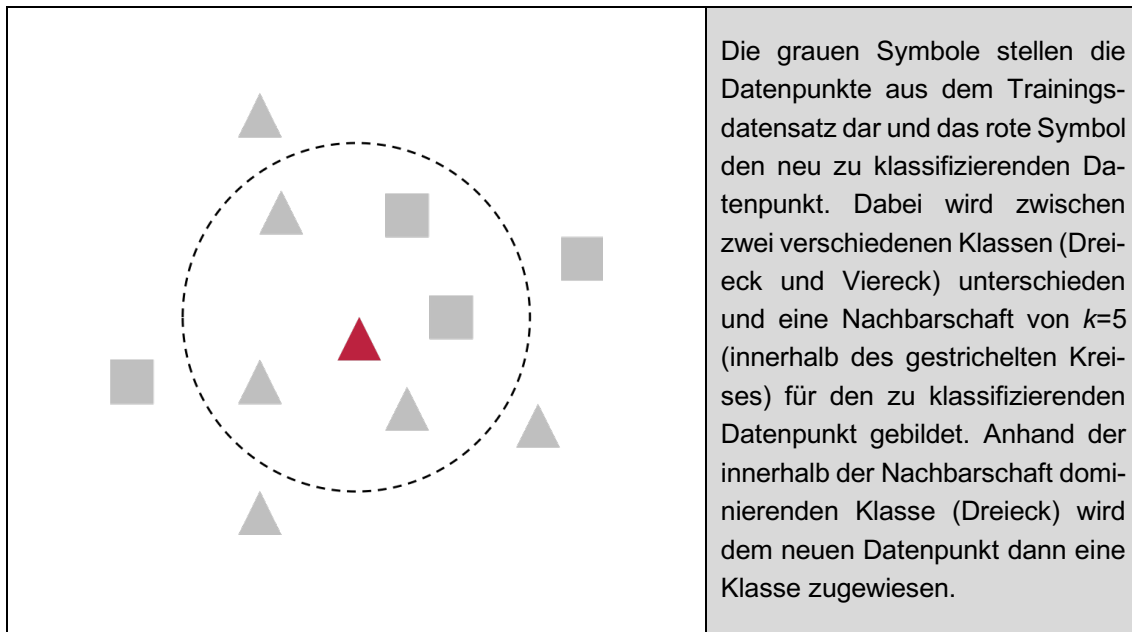 Die grauen Symbole stellen die
Datenpunkte aus dem Trainings-
datensatz dar und das rote Symbol
den neu zu klassifizierenden Da-
tenpunkt. Dabei wird zwischen
zwei verschiedenen Klassen (Drei-
eck und Viereck) unterschieden
und eine Nachbarschaft von k=5
(innerhalb des gestrichelten Krei-
ses) für den zu klassifizierenden
Datenpunkt gebildet. Anhand der
innerhalb der Nachbarschaft domi-
nierenden Klasse (Dreieck) wird
dem neuen Datenpunkt dann eine
Klasse zugewiesen.